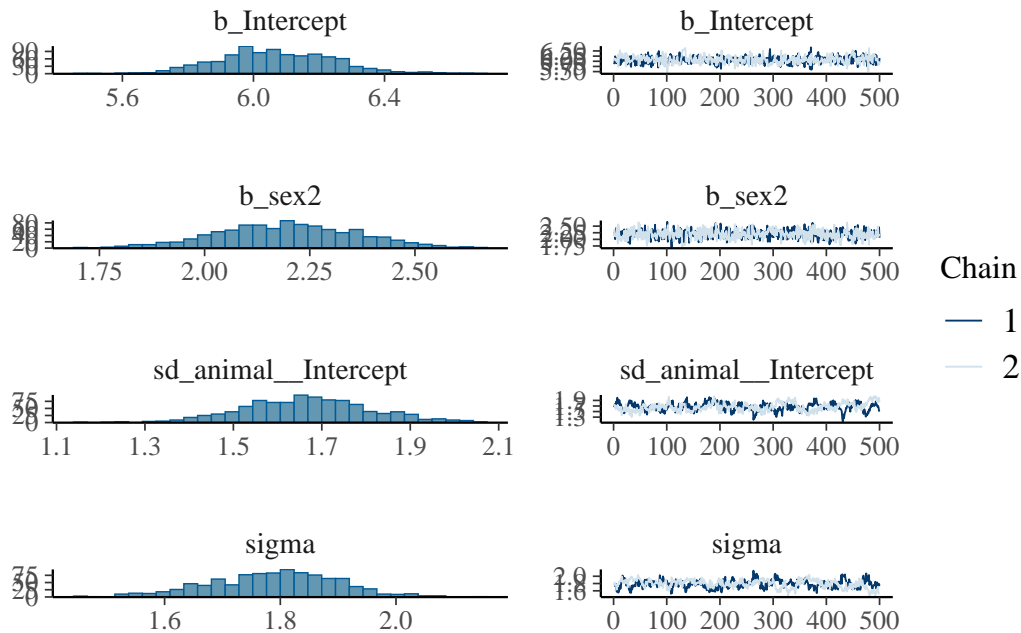 b_Intercept
5.6 6.0 6.4
b_Intercept
0 100 200 300 400 500
b_sex2
1.75 2.00 2.25 2.50
b_sex2
0 100 200 300 400 500
sd_animal__Intercept
1.1 1.3 1.5 1.7 1.9 2.1
sd_animal__Intercept
0 100 200 300 400 500
sigma
1.6 1.8 2.0
sigma
0 100 200 300 400 500
Chain
1
2